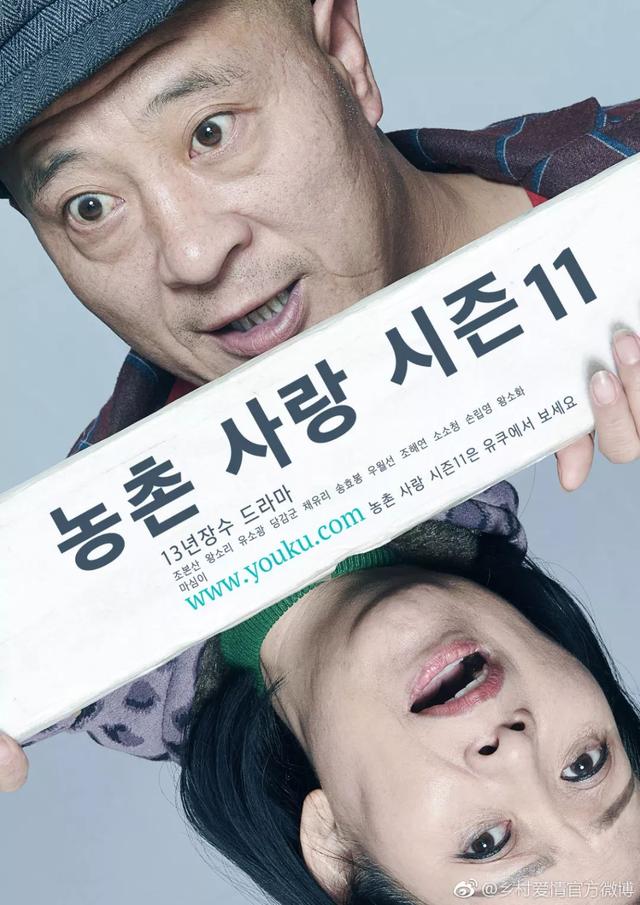 농촌 사랑 시즌11
13년장수 드라마
조본산 왕소리 유소광 당감군 채유리 송효봉 우월선 조해연 소소청 손립영 왕소화
마심이
www.youku.com 농촌 사랑 시즌11은 유쿠에서 보세요
@乡村爱情官方微博